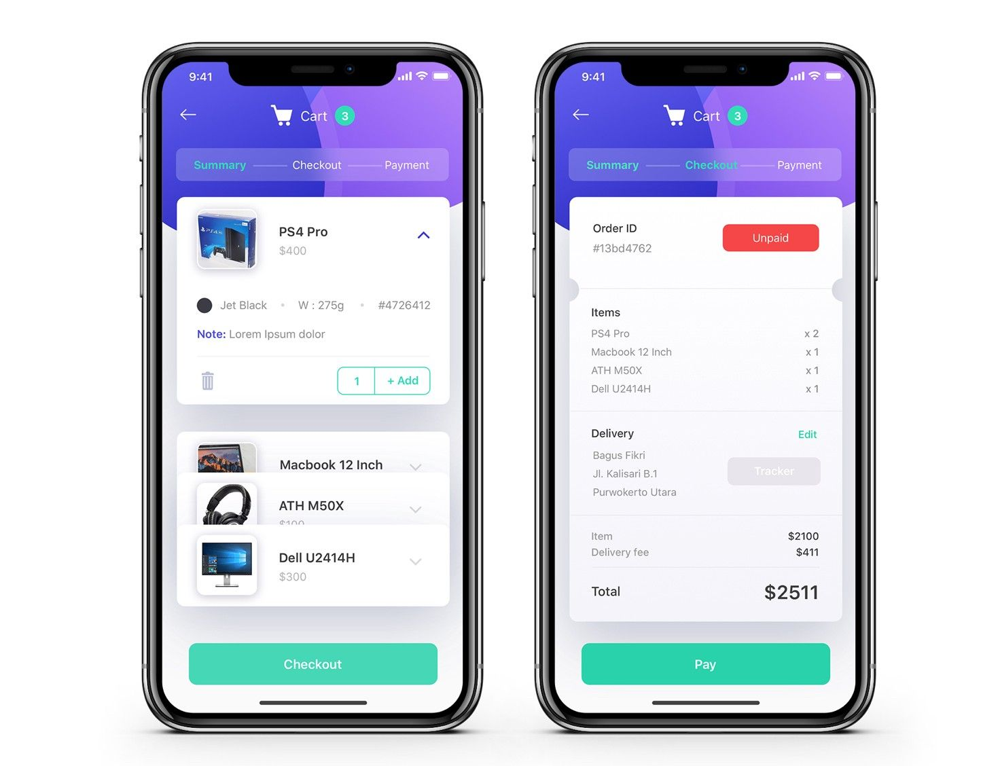 9:41
Cart 3
Summary Checkout Payment
PS4 Pro
$400
Jet Black • W : 275g • #4726412
Note: Lorem Ipsum dolor
1 + Add
Macbook 12 Inch
ATH M50X
$100
Dell U2414H
$300
Checkout
9:41
Cart 3
Summary Checkout Payment
Order ID
#13bd4762
Unpaid
Items
PS4 Pro x 2
Macbook 12 Inch x 1
ATH M50X x 1
Dell U2414H x 1
Delivery Edit
Bagus Fikri
Jl. Kalisari B.1
Purwokerto Utara
Tracker
Item $2100
Delivery fee $411
Total $2511
Pay